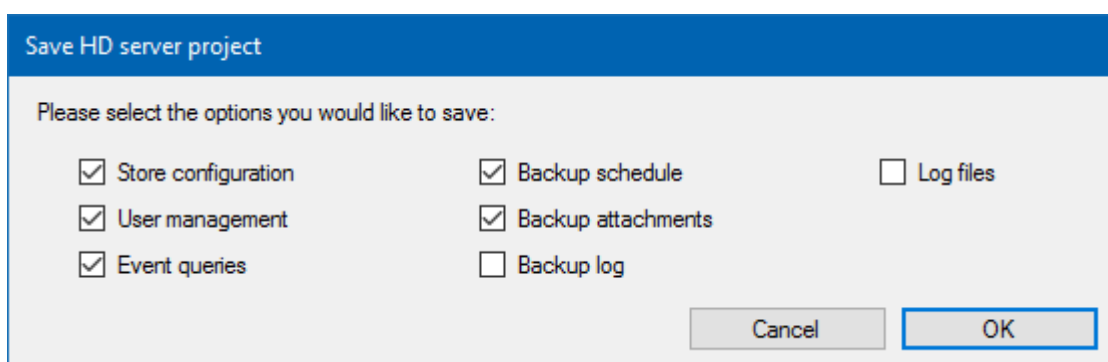 Save HD server project
Please select the options you would like to save:
Store configuration
Backup schedule
Log files
User management
Backup attachments
Event queries
Backup log
Cancel
OK